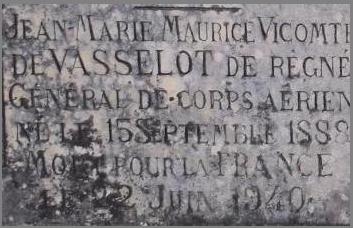 JEAN-MARIE MAURICE VICOMTE
DE VASSELOT DE REGNÉ
GÉNÉRAL DE-CORPS AÉRIEN
NÉ LE 15 SEPTEMBRE 1888
MORT POUR LA FRANCE
LE 22 JUIN 1940